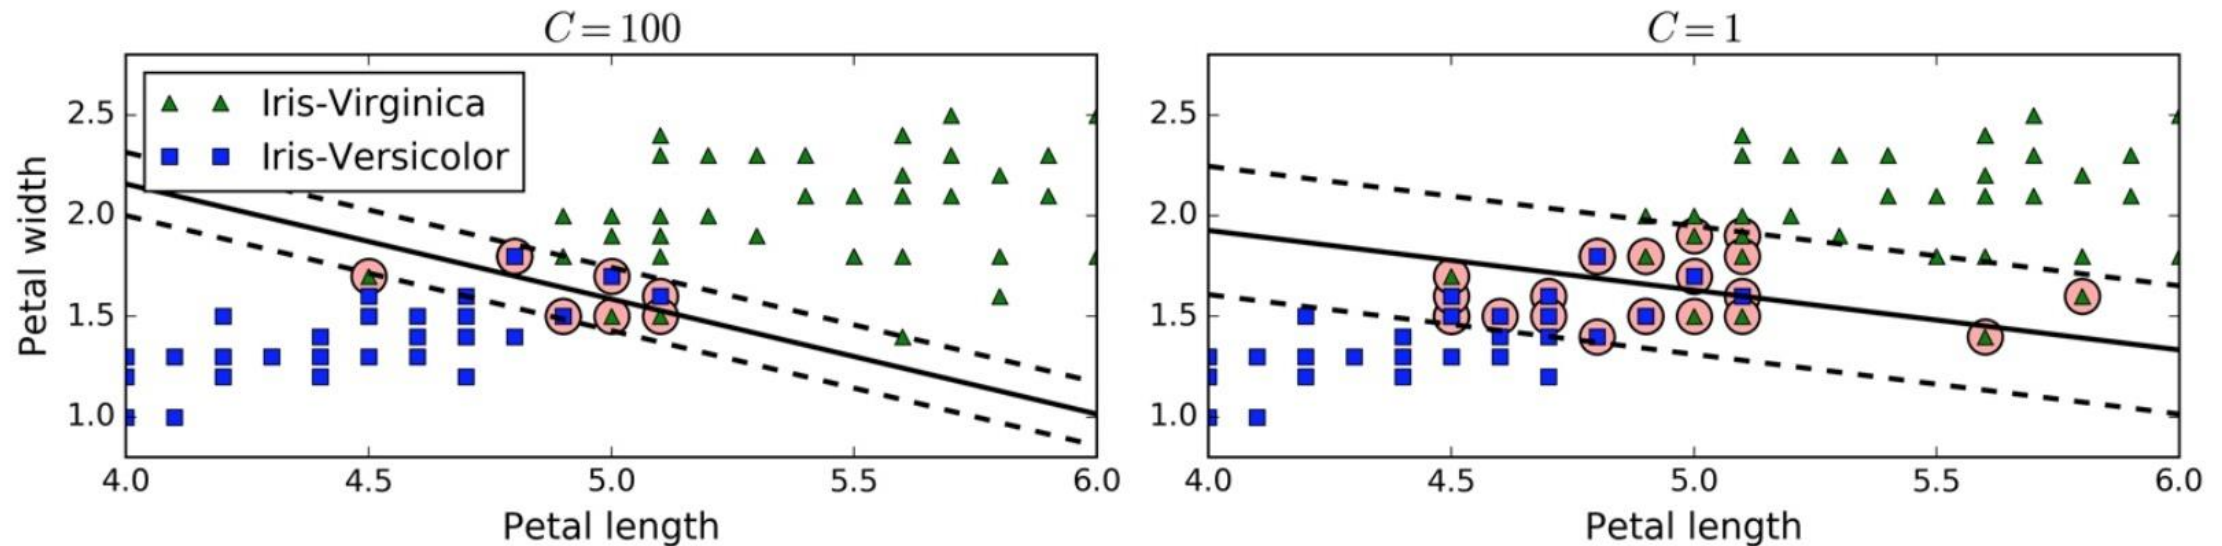 C = 100
Iris-Virginica
Iris-Versicolor
2.5
2.0
1.5
1.0
Petal width
4.0 4.5 5.0 5.5 6.0
Petal length
C = 1
2.5
2.0
1.5
1.0
4.0 4.5 5.0 5.5 6.0
Petal length